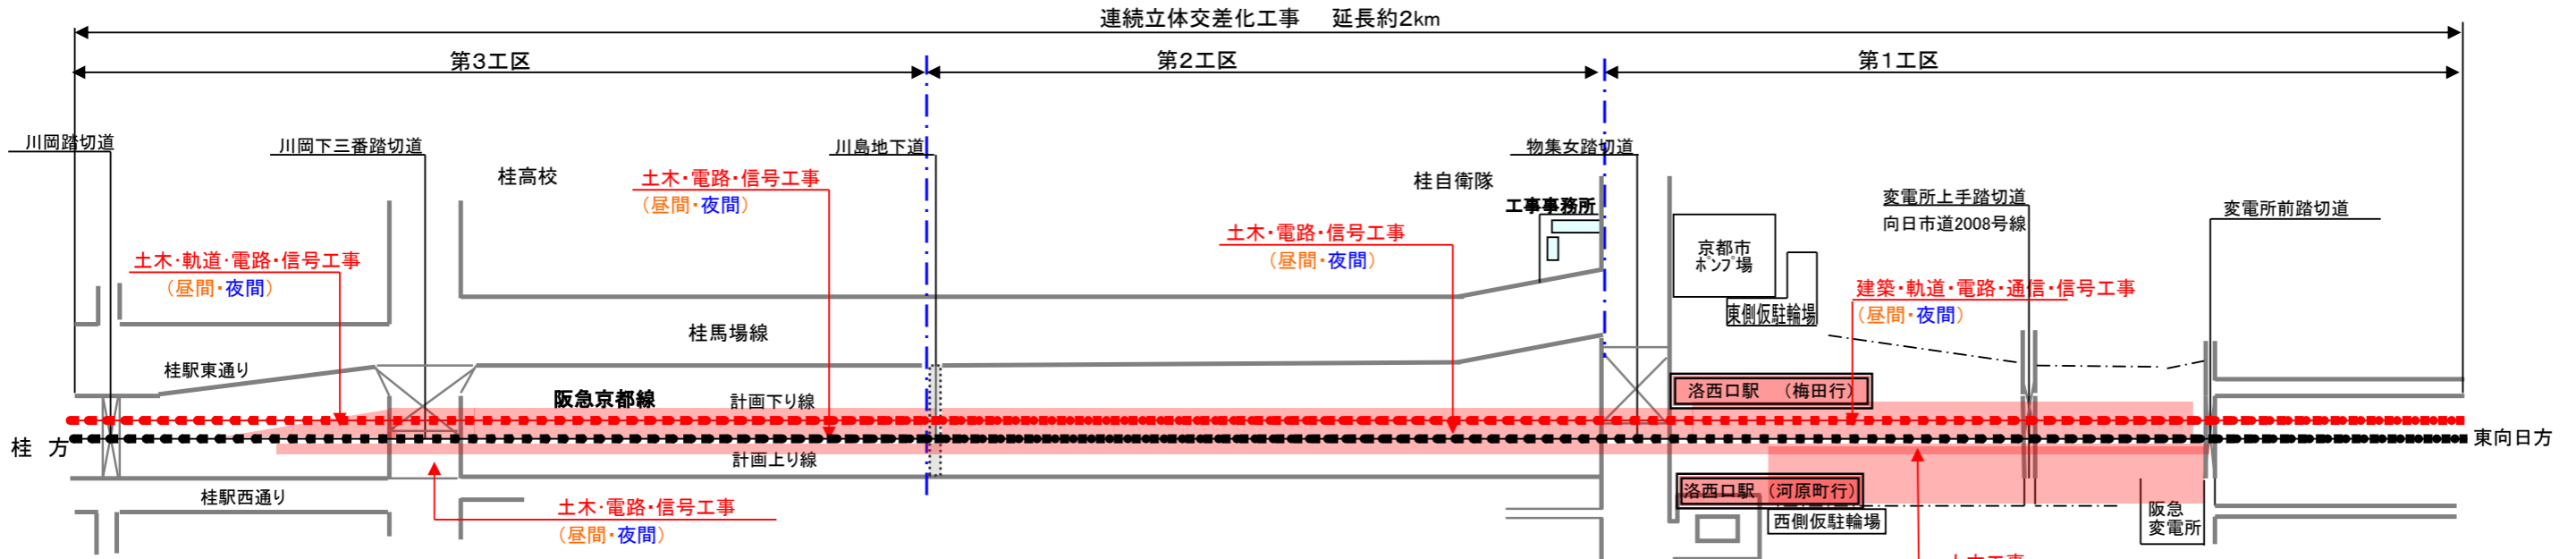 連続立体交差化工事　延長約2km
第3工区
第2工区
第1工区
川岡踏切道
川岡下三番踏切道
川島地下道
物集女踏切道
桂高校
土木・電路・信号工事
（昼間・夜間）
桂自衛隊
工事事務所
変電所上手踏切道
向日市道2008号線
変電所前踏切道
土木・軌道・電路・信号工事
（昼間・夜間）
土木・電路・信号工事
（昼間・夜間）
京都市
ポンプ場
東側仮駐輪場
建築・軌道・電路・通信・信号工事
（昼間・夜間）
桂馬場線
桂駅東通り
阪急京都線
計画下り線
洛西口駅　（梅田行）
桂　方
東向日方
計画上り線
桂駅西通り
洛西口駅　（河原町行）
土木・電路・信号工事
（昼間・夜間）
西側仮駐輪場
阪急
変電所